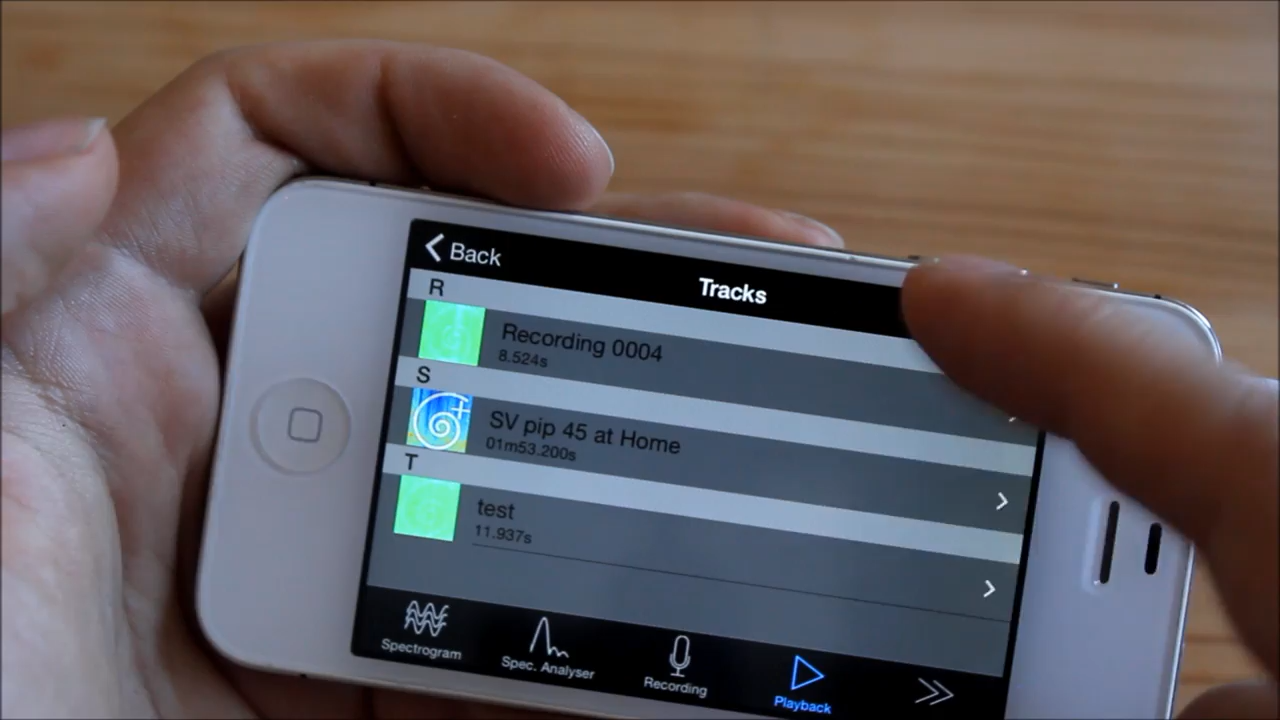 Back
Tracks
R
Recording 0004
8.524s
S
SV pip 45 at Home
01m53.200s
T
test
11.937s
Spectrogram
Spec. Analyser
Recording
Playback